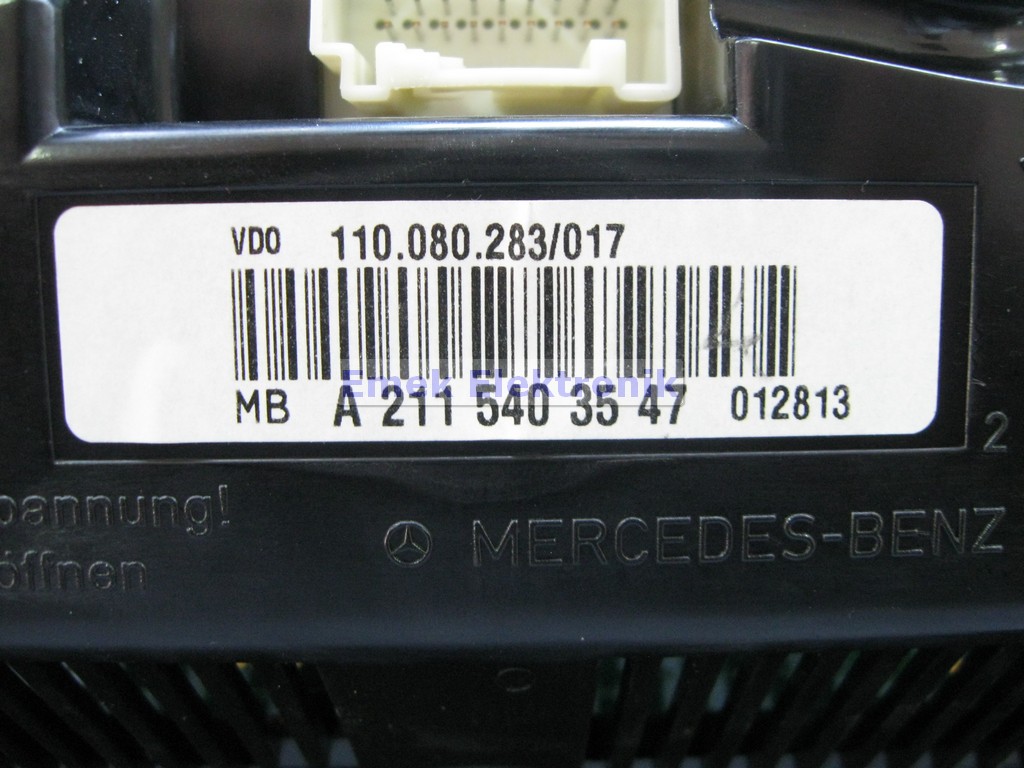 VDO 110.080.283/017
Emek Elektronik
MB A 211 540 35 47 012813
2
pannung!
öffnen
MERCEDES-BENZ